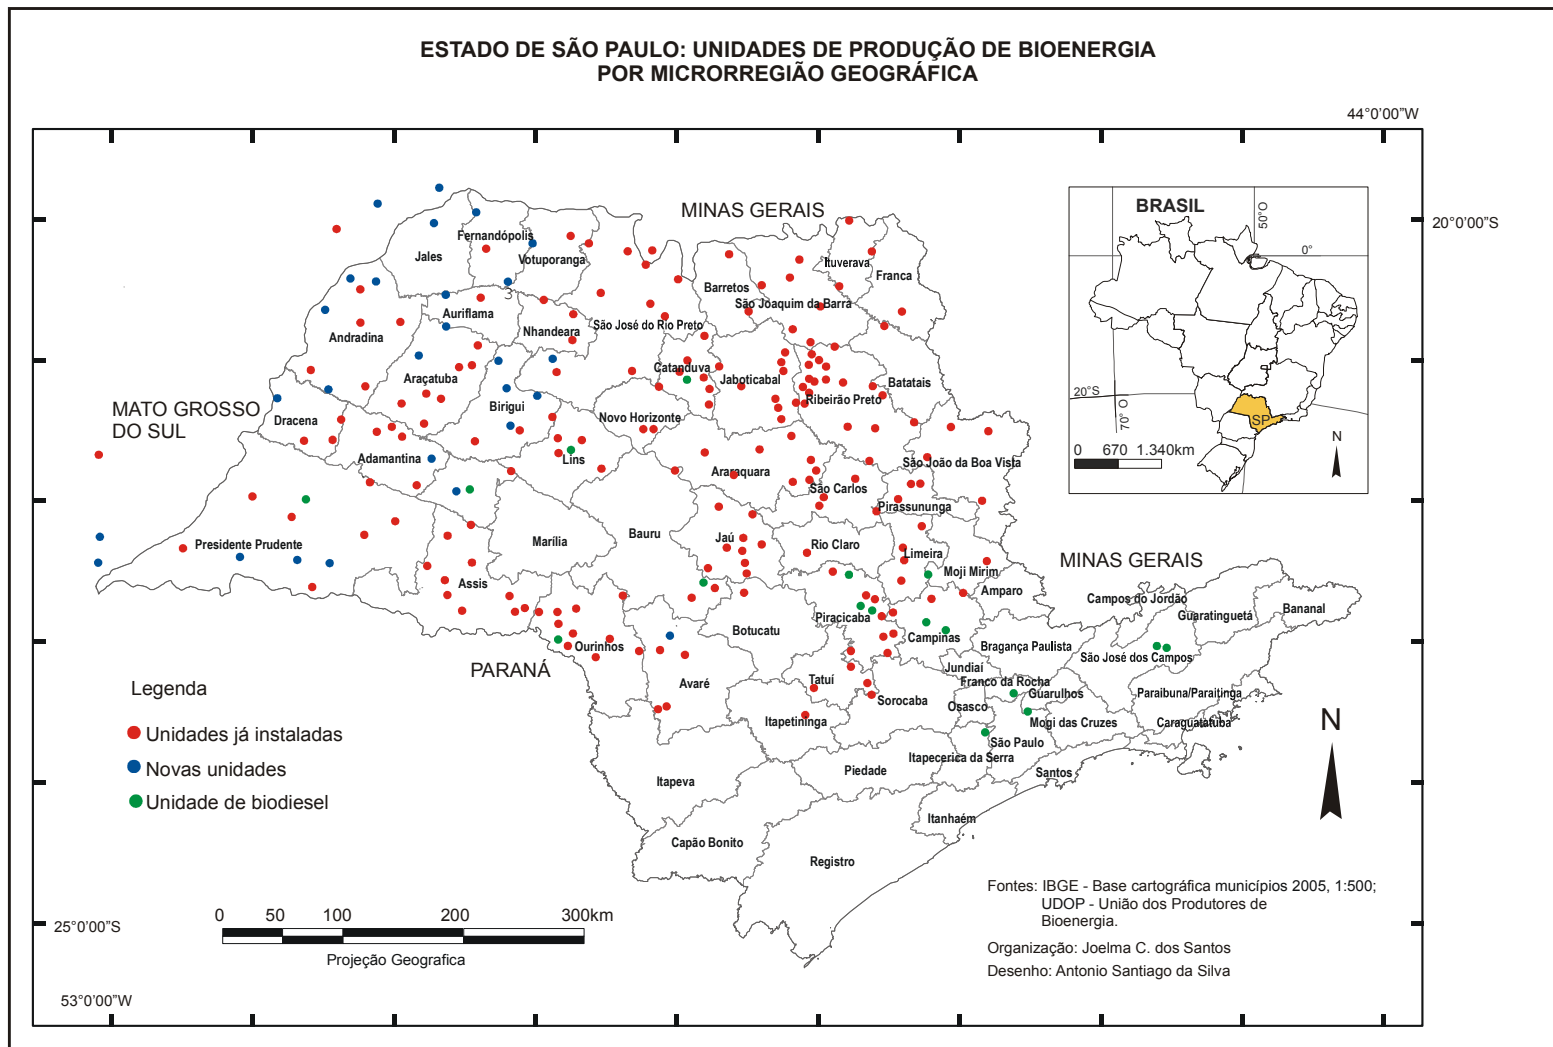 ESTADO DE SÃO PAULO: UNIDADES DE PRODUÇÃO DE BIOENERGIA
POR MICRORREGIÃO GEOGRÁFICA
44°0'00"W
20°0'00"S
MINAS GERAIS
BRASIL
50°O
0°
20°S
70° O
SP
N
0 670 1.340km
Fernandópolis
Jales
Votuporanga
3
Ituverava
Franca
Barretos
São Joaquim da Barra
Auriflama
Andradina
Nhandeara
São José do Rio Preto
Catanduva
Jaboticabal
Batatais
Araçatuba
Birigui
Ribeirão Preto
MATO GROSSO
DO SUL
Dracena
Novo Horizonte
Adamantina
Lins
Araraquara
São João da Boa Vista
São Carlos
Pirassununga
Presidente Prudente
Marília
Bauru
Jaú
Rio Claro
Limeira
Moji Mirim
MINAS GERAIS
Assis
Amparo
Campos do Jordão
Guaratinguetá
Bananal
Piracicaba
Botucatu
Campinas
Bragança Paulista
Ourinhos
São José dos Campos
PARANÁ
Jundiaí
Avaré
Tatuí
Franco da Rocha
Guarulhos
Paraibuna/Paraitinga
Sorocaba
Osasco
Itapetininga
Mogi das Cruzes
Caraguatatuba
São Paulo
Itapecerica da Serra
Piedade
Santos
Itapeva
Itanhaém
Capão Bonito
Registro
Legenda
Unidades já instaladas
Novas unidades
Unidade de biodiesel
N
0 50 100 200 300km
Projeção Geografica
Fontes: IBGE - Base cartográfica municípios 2005, 1:500;
UDOP - União dos Produtores de
Bioenergia.
Organização: Joelma C. dos Santos
Desenho: Antonio Santiago da Silva
25°0'00"S
53°0'00"W